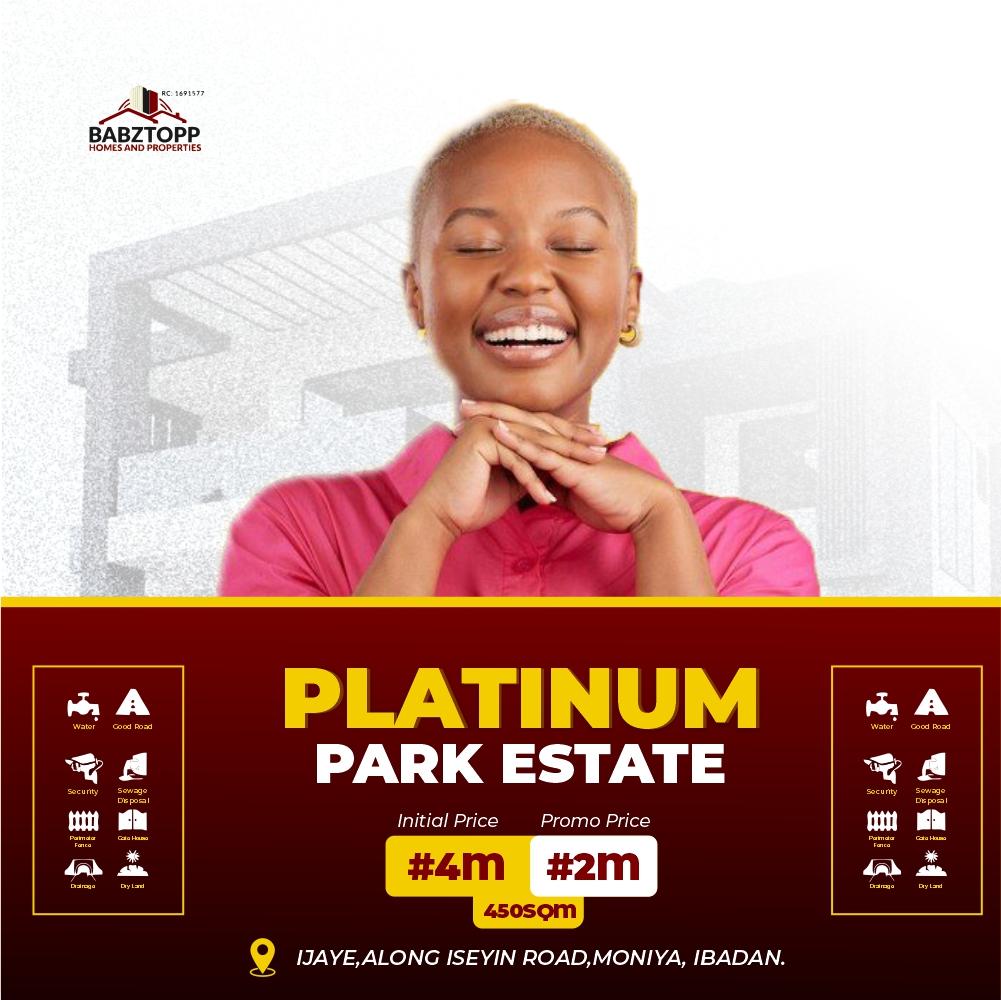 RC: 1691577
BABZTOPP
HOMES AND PROPERTIES
PLATINUM
PARK ESTATE
Initial Price
Promo Price
#4m
#2m
450sqm
IJAYE,ALONG ISEYIN ROAD,MONIYA, IBADAN.
Water
Good Road
Security
Sewage
Disposal
Perimeter
Fence
Gate House
Drainage
Dry Land
Water
Good Road
Security
Sewage
Disposal
Perimeter
Fence
Gate House
Drainage
Dry Land